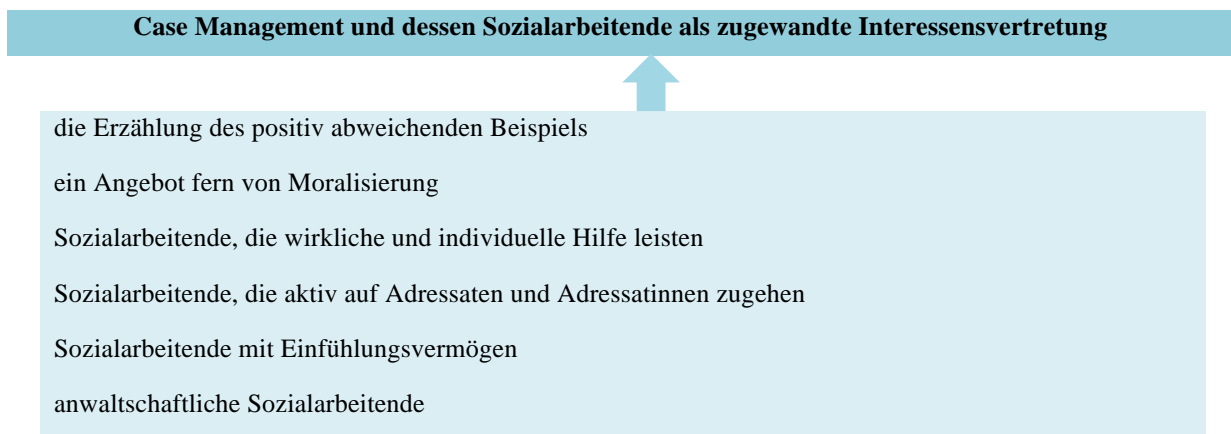 Case Management und dessen Sozialarbeitende als zugewandte Interessensvertretung
die Erzählung des positiv abweichenden Beispiels
ein Angebot fern von Moralisierung
Sozialarbeitende, die wirkliche und individuelle Hilfe leisten
Sozialarbeitende, die aktiv auf Adressaten und Adressatinnen zugehen
Sozialarbeitende mit Einfühlungsvermögen
anwaltschaftliche Sozialarbeitende